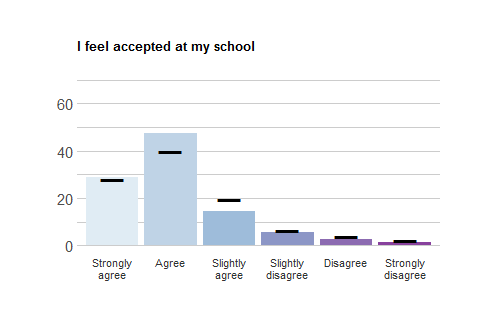 I feel accepted at my school
60
40
20
0
Strongly
agree
Agree
Slightly
agree
Slightly
disagree
Disagree
Strongly
disagree